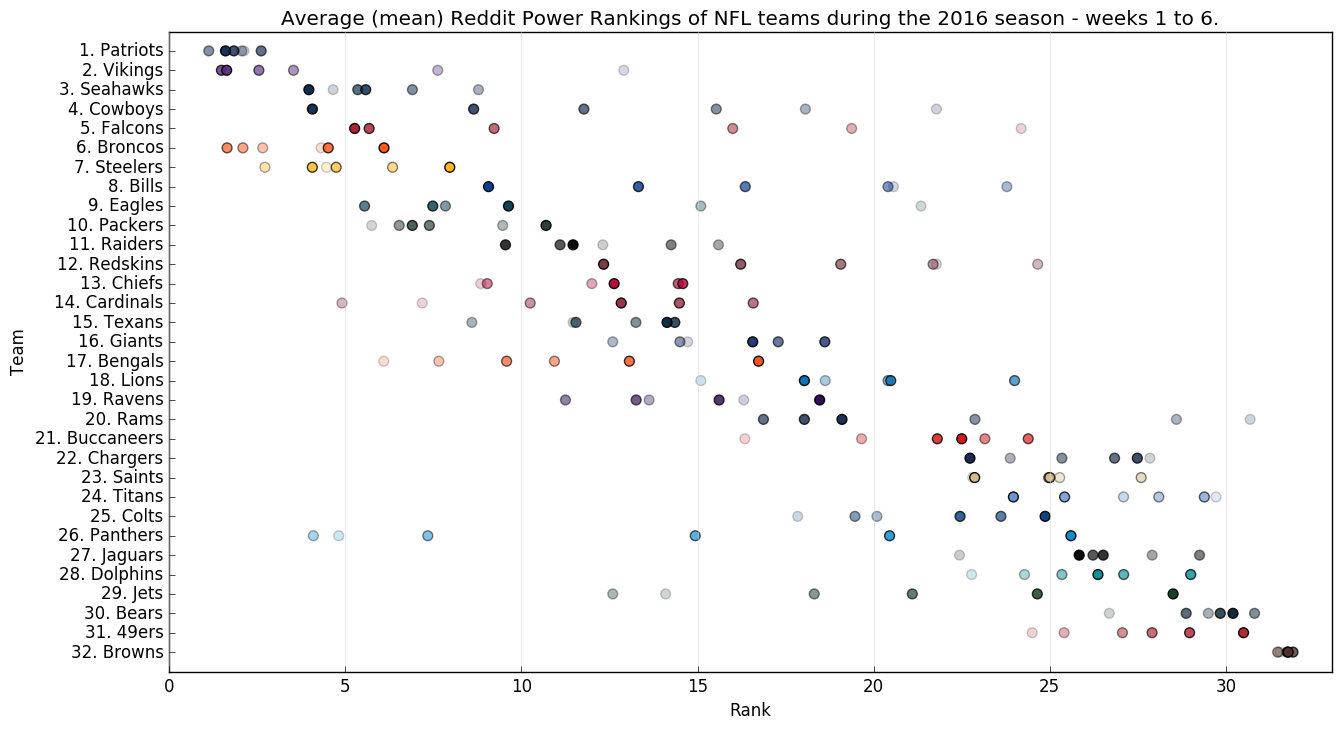 Average (mean) Reddit Power Rankings of NFL teams during the 2016 season - weeks 1 to 6.
1. Patriots
2. Vikings
3. Seahawks
4. Cowboys
5. Falcons
6. Broncos
7. Steelers
8. Bills
9. Eagles
10. Packers
11. Raiders
12. Redskins
13. Chiefs
14. Cardinals
15. Texans
16. Giants
17. Bengals
18. Lions
19. Ravens
20. Rams
21. Buccaneers
22. Chargers
23. Saints
24. Titans
25. Colts
26. Panthers
27. Jaguars
28. Dolphins
29. Jets
30. Bears
31. 49ers
32. Browns
Team
0 5 10 15 20 25 30
Rank